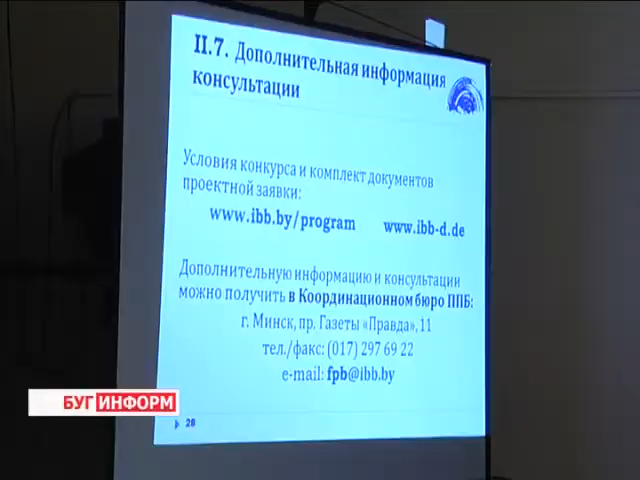 II.7. Дополнительная информация
консультации
Условия конкурса и комплект документов
проектной заявки:
www.ibb.by/program www.ibb-d.de
Дополнительную информацию и консультации
можно получить в Координационном бюро ППБ:
г. Минск, пр. Газеты «Правда», 11
тел./факс: (017) 297 69 22
e-mail: fpb@ibb.by
28
БУГ ИНФОРМ